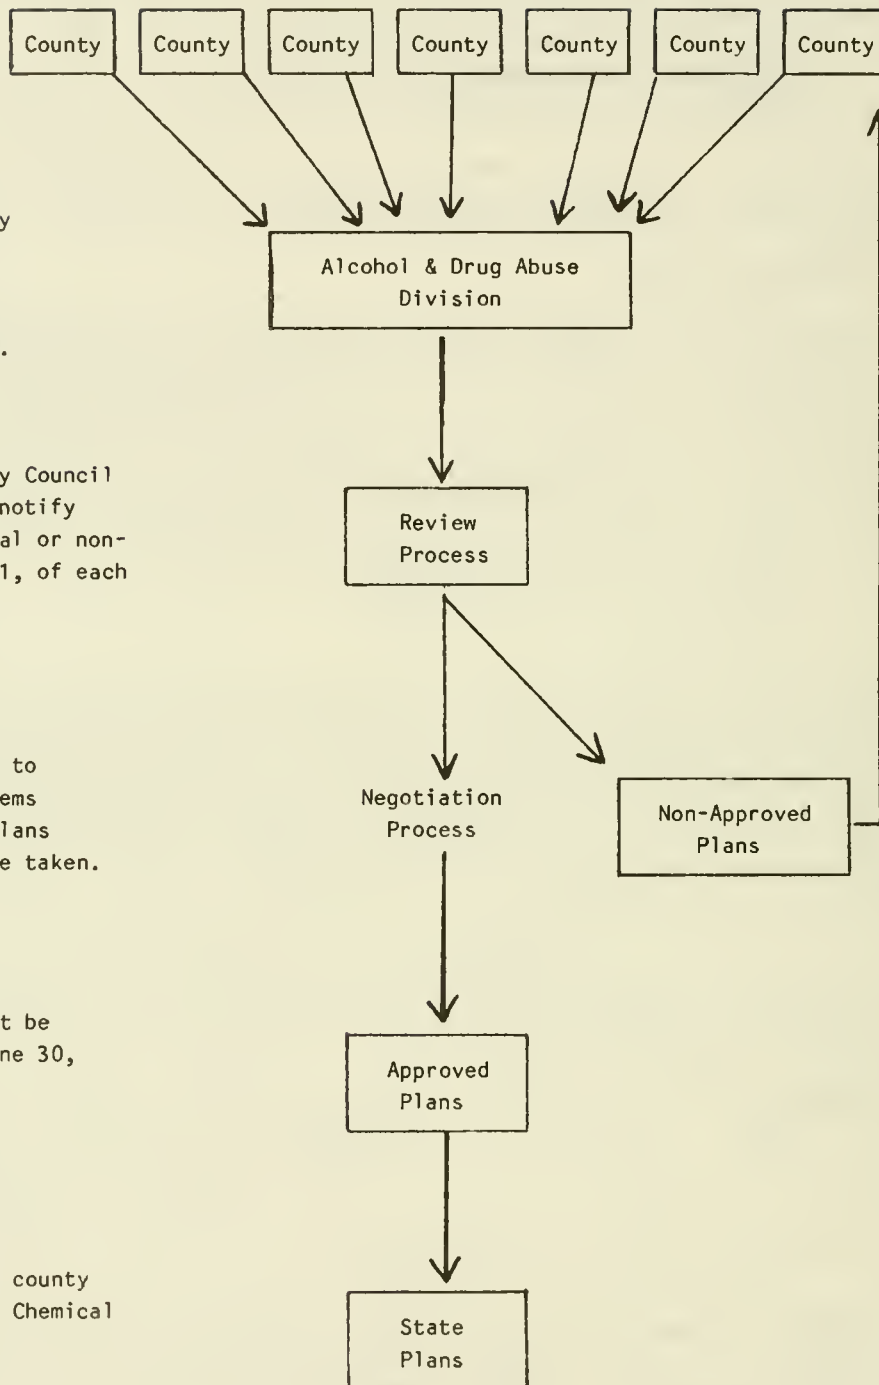 County County County County County County County
y
Alcohol & Drug Abuse
Division
.
y Council
notify
al or non-
1, of each
Review
Process
to
ems
lans
e taken.
Negotiation
Process
Non-Approved
Plans
t be
ne 30,
Approved
Plans
county
Chemical
State
Plans